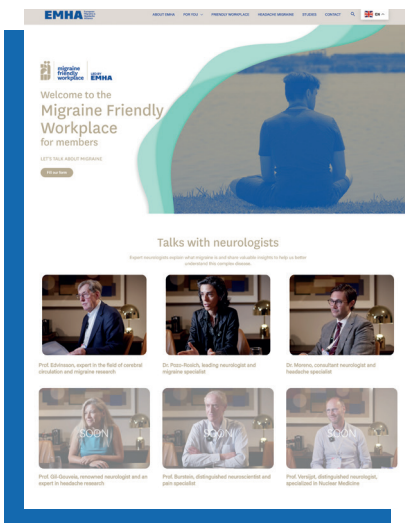 EMHA
ABOUT EMHA FOR YOU FRIENDLY WORKPLACE HEADACHE MIGRAINE STUDIES CONTACT EN
migraine
friendly
workplace
LED BY
EMHA
Welcome to the
Migraine Friendly
Workplace
for members
LET'S TALK ABOUT MIGRAINE
Talks with neurologists
Expert neurologists explain what migraine is and share valuable insights to help us better
understand this complex disease.
Prof. Edvinsson, expert in the field of cerebral
circulation and migraine research
Dr. Pozo-Rosich, leading neurologist and
migraine specialist
Dr. Moreno, consultant neurologist and
headache specialist
SOON
SOON
SOON
Prof. Gil-Gouveia, renowned neurologist and an
expert in headache research
Prof. Burstein, distinguished neuroscientist and
pain specialist
Prof. Versijpt, distinguished neurologist,
specialized in Nuclear Medicine